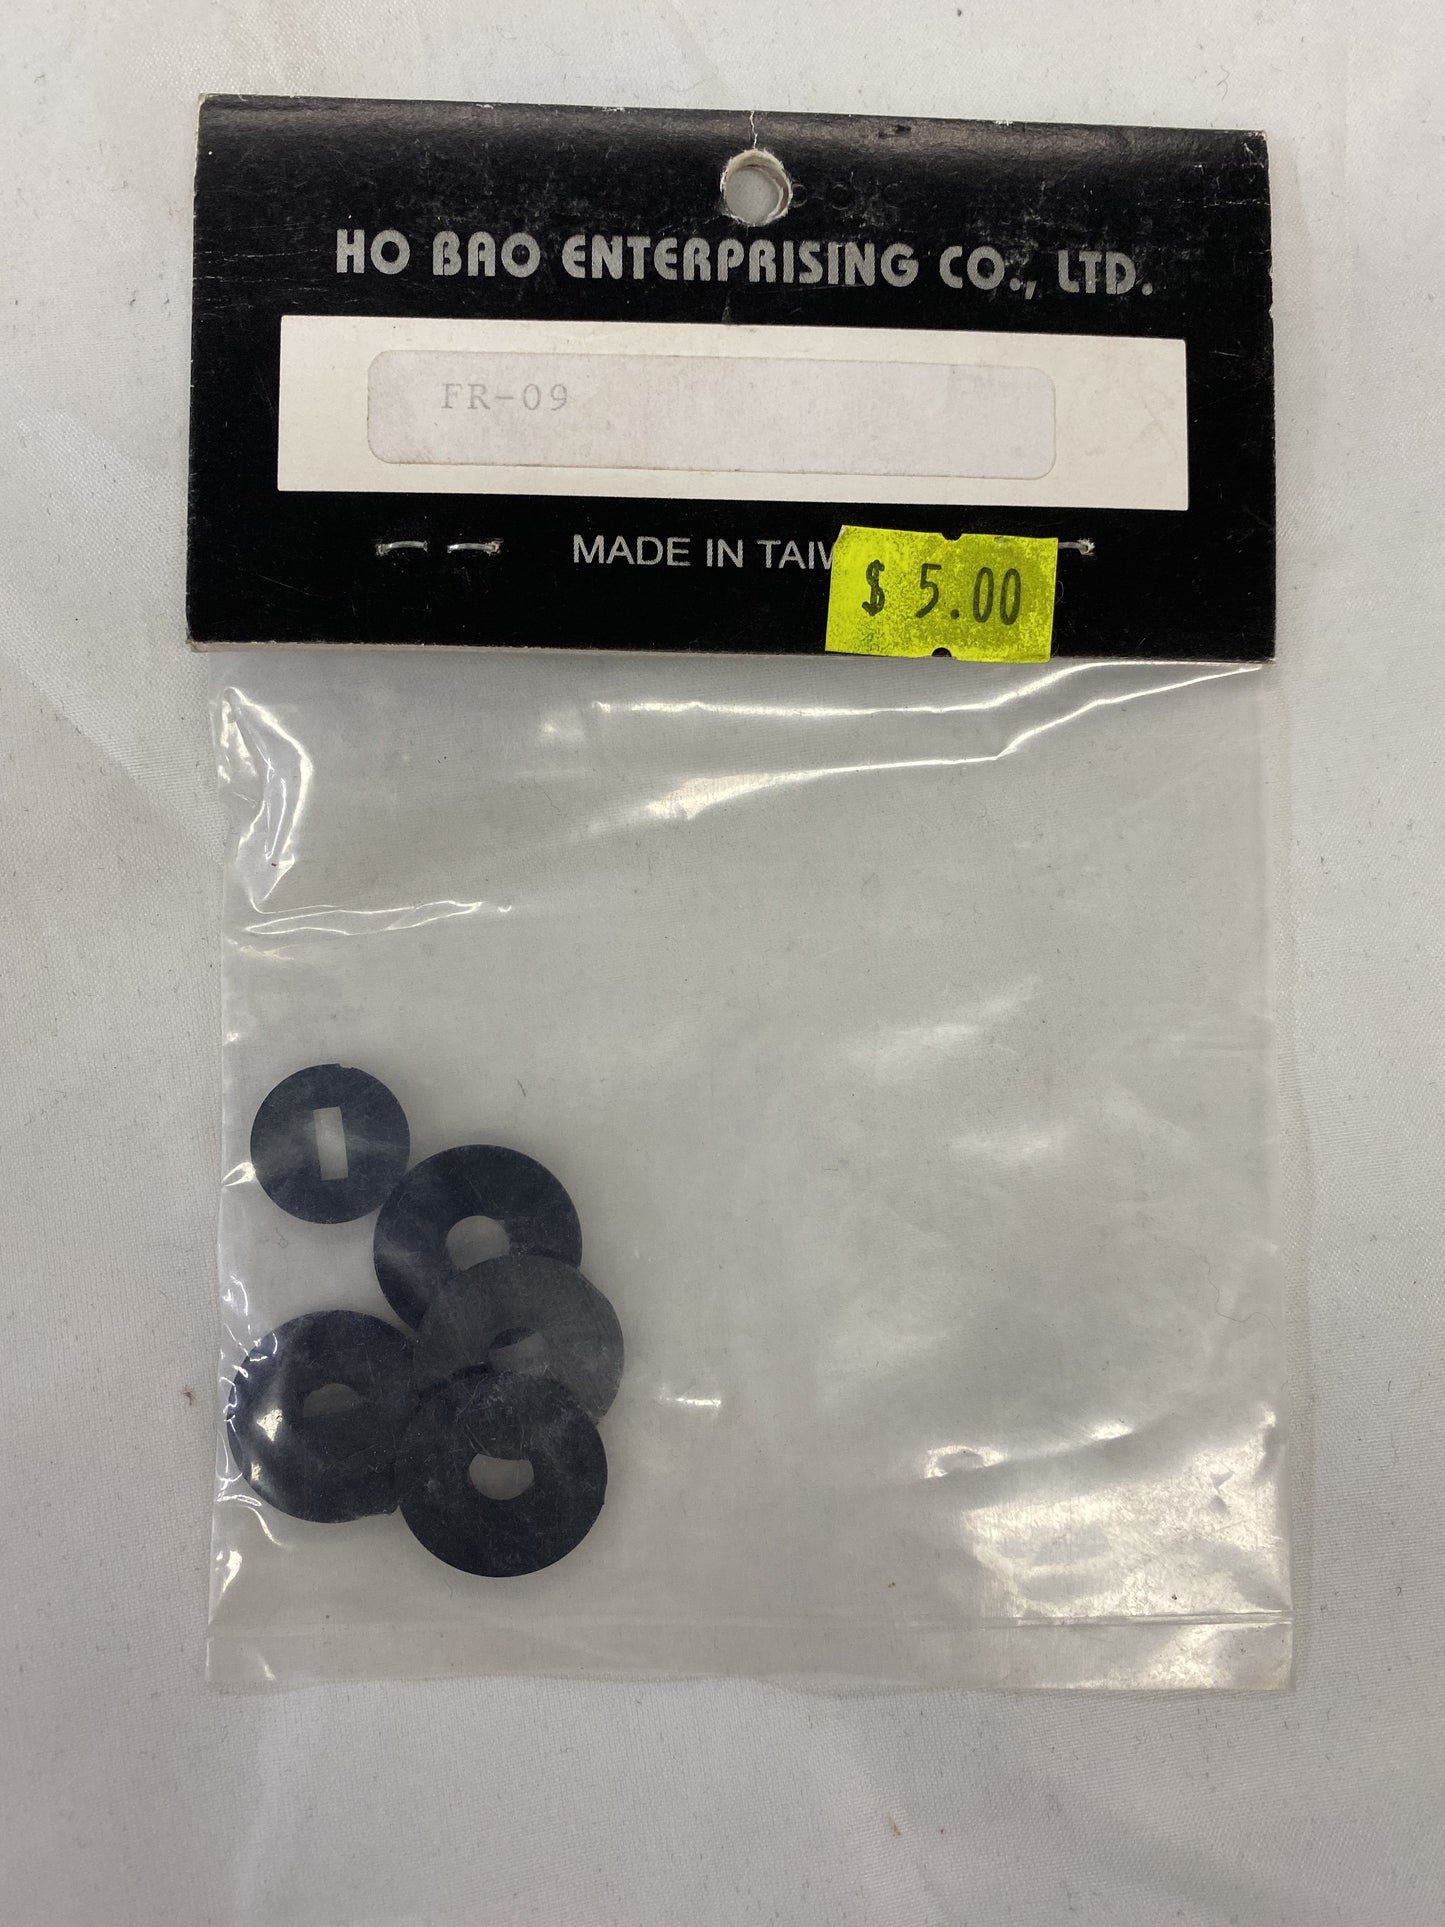 HO BAO ENTERPRISING CO., LTD.
FR-09
MADE IN TAIW
$ 5.00